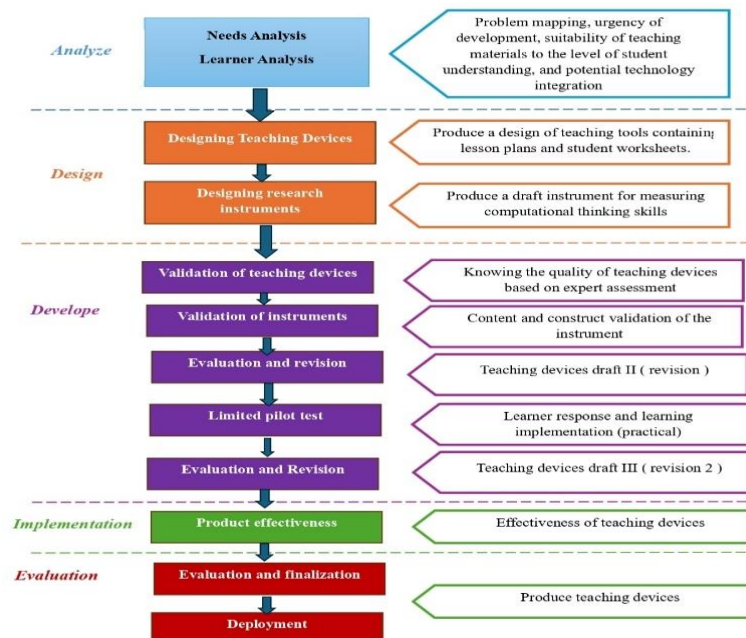 Analyze
Needs Analysis
Learner Analysis
Problem mapping, urgency of
development, suitability of teaching
materials to the level of student
understanding, and potential technology
integration
Design
Designing Teaching Devices
Produce a design of teaching tools containing
lesson plans and student worksheets.
Designing research
instruments
Produce a draft instrument for measuring
computational thinking skills
Develope
Validation of teaching devices
Knowing the quality of teaching devices
based on expert assessment
Validation of instruments
Content and construct validation of the
instrument
Evaluation and revision
Teaching devices draft II ( revision )
Limited pilot test
Learner response and learning
implementation (practical)
Evaluation and Revision
Teaching devices draft III ( revision 2 )
Implementation
Product effectiveness
Effectiveness of teaching devices
Evaluation
Evaluation and finalization
Produce teaching devices
Deployment